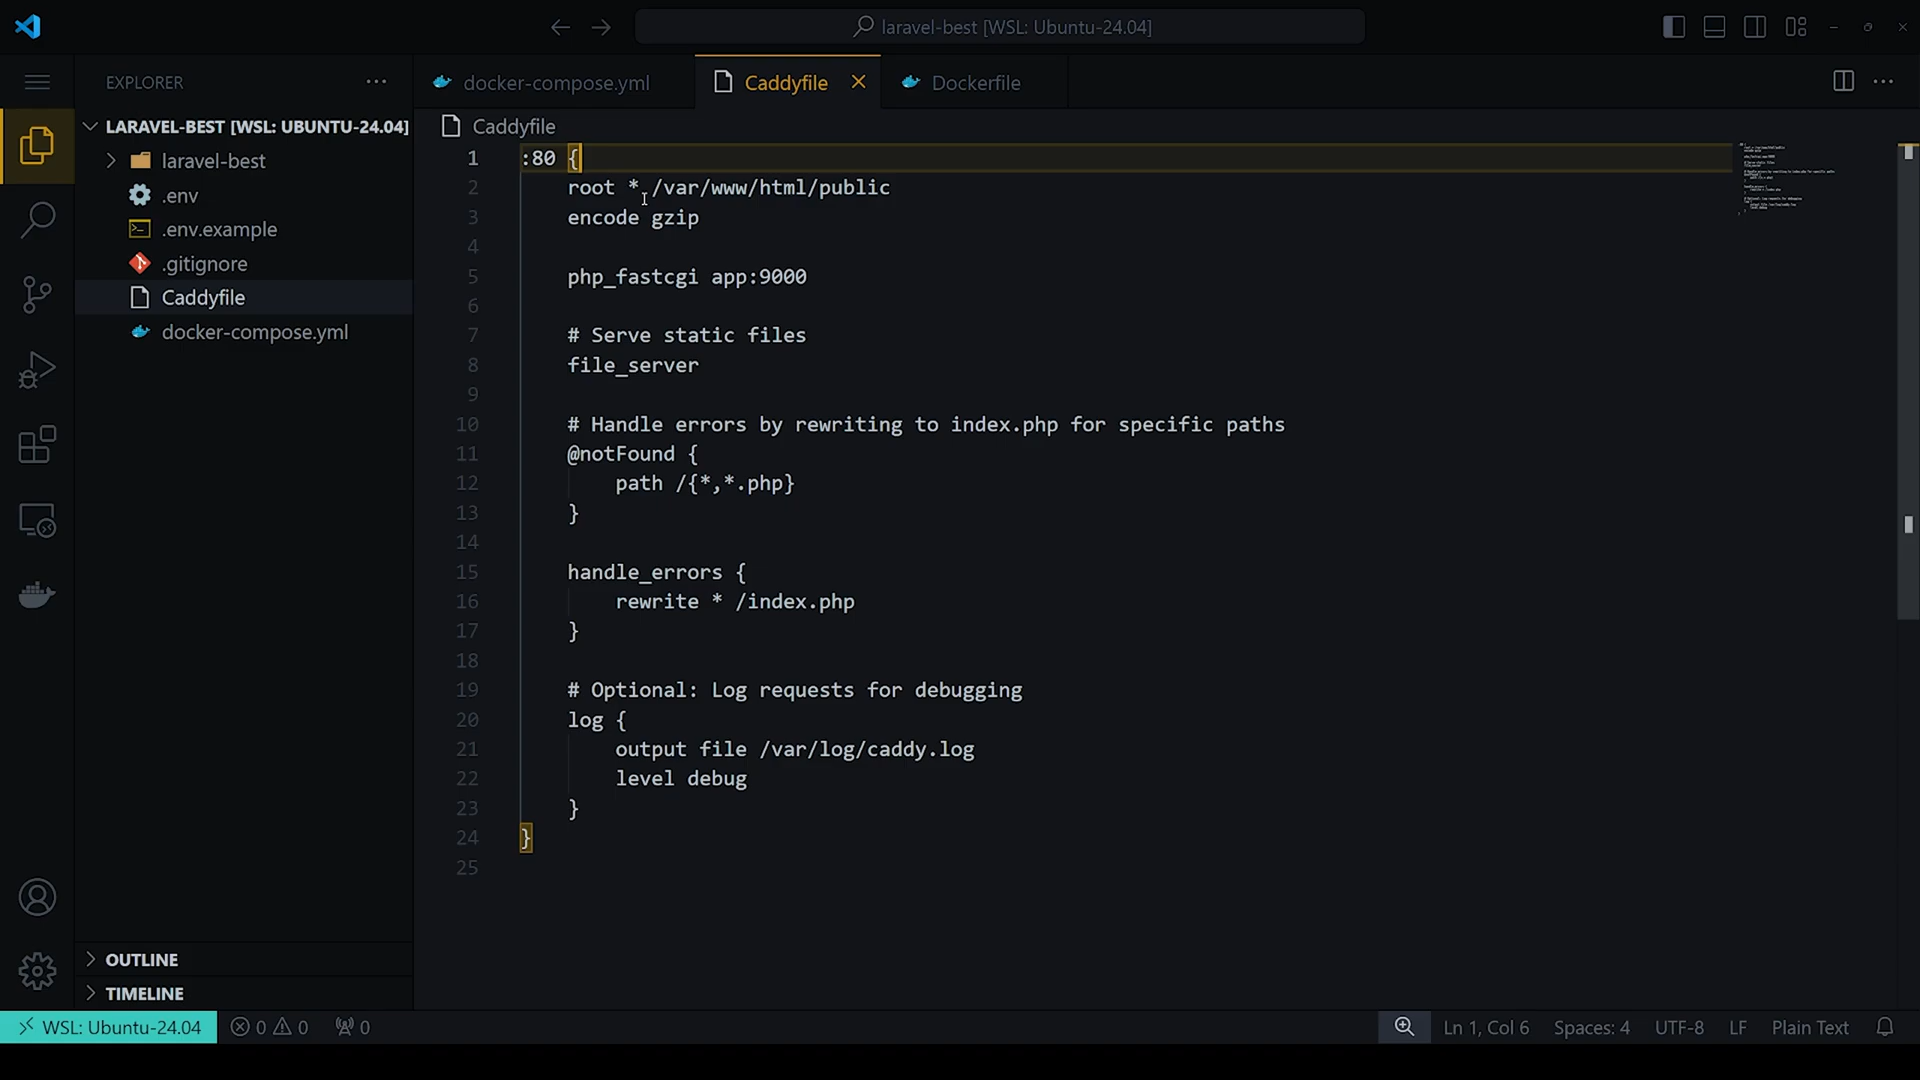 laravel-best [WSL: Ubuntu-24.04]
EXPLORER
docker-compose.yml
Caddyfile
Dockerfile
LARAVEL-BEST [WSL: UBUNTU-24.04]
laravel-best
.env
.env.example
.gitignore
Caddyfile
docker-compose.yml
OUTLINE
TIMELINE
Caddyfile
1 :80 {
2 root * /var/www/html/public
3 encode gzip
4
5 php_fastcgi app:9000
6
7 # Serve static files
8 file_server
9
10 # Handle errors by rewriting to index.php for specific paths
11 @notFound {
12 path /{*,*.php}
13 }
14
15 handle_errors {
16 rewrite * /index.php
17 }
18
19 # Optional: Log requests for debugging
20 log {
21 output file /var/log/caddy.log
22 level debug
23 }
24 }
25
WSL: Ubuntu-24.04 0 0 0 Ln 1, Col 6 Spaces: 4 UTF-8 LF Plain Text